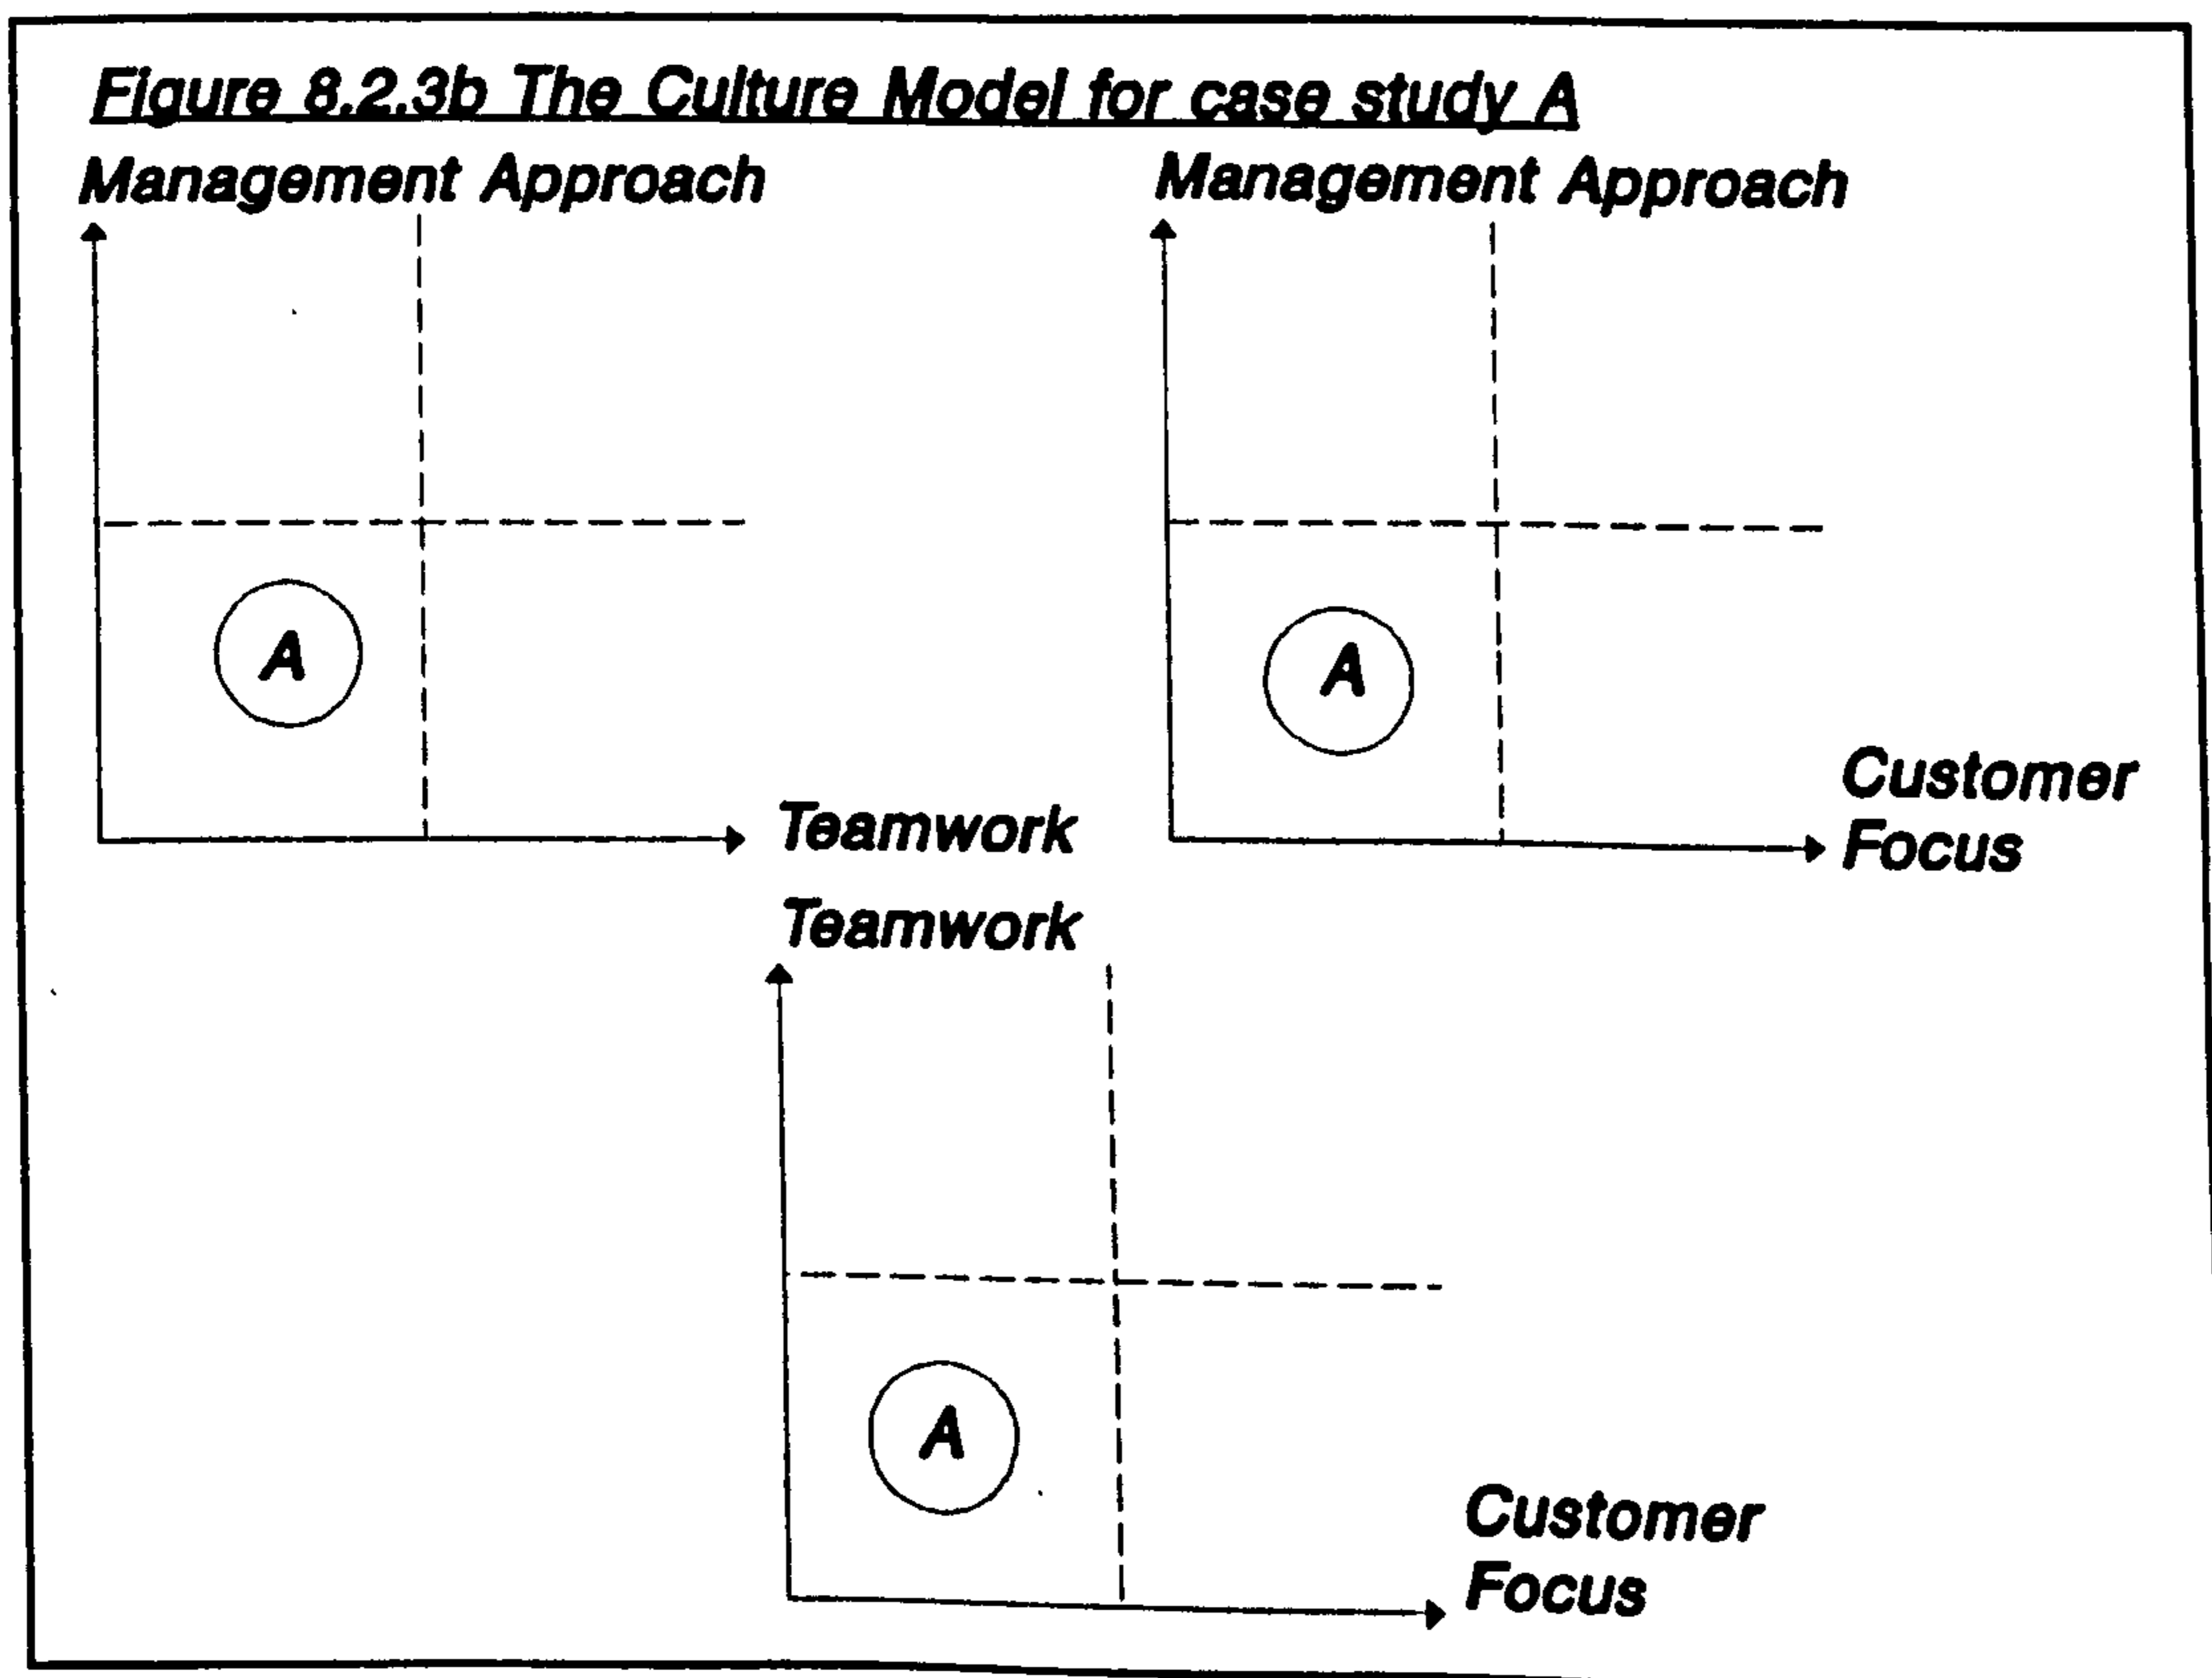 Figure 8.2.3b The Culture Model for case study A
Management Approach
A
Teamwork
Management Approach
A
Customer
Focus
Teamwork
A
Customer
Focus